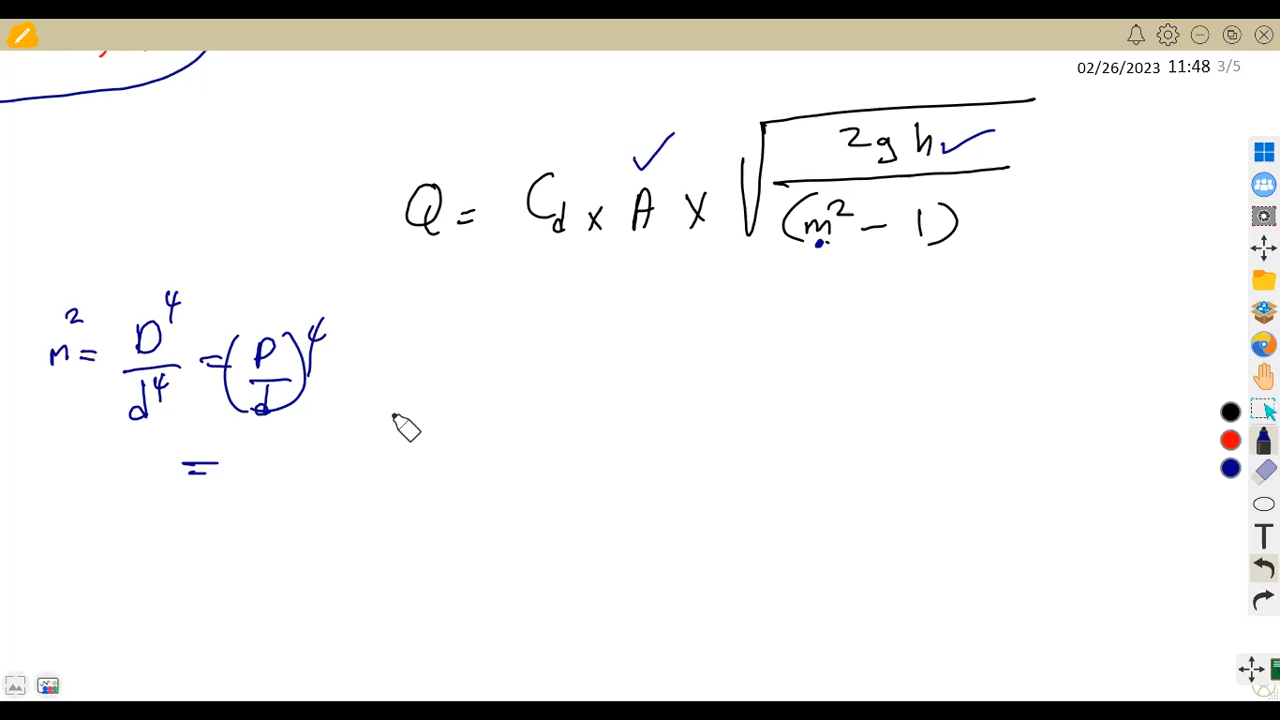 02/26/2023 11:48 3/5
Q = Cd x A x √(2gh / (m² - 1))
m² = D⁴/d⁴ = (D/d)⁴
=
T